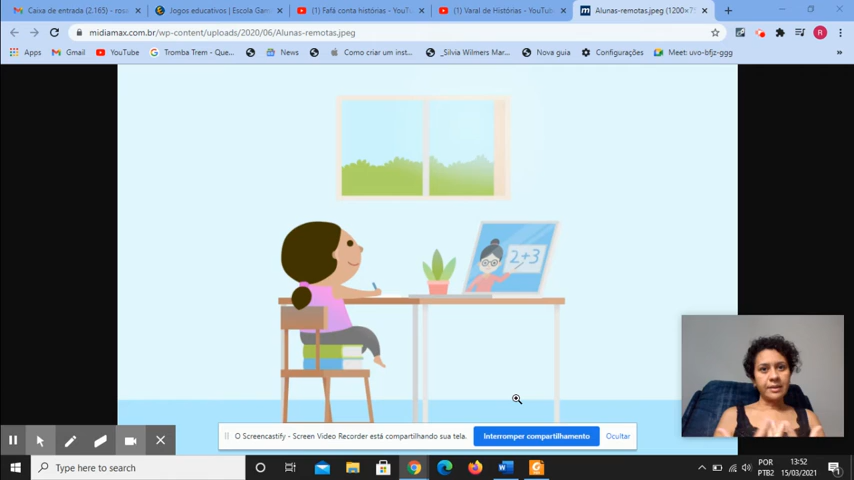 Caixa de entrada (2.165) - rosa
Jogos educativos | Escola Gam
(1) Fafá conta histórias - YouT
(1) Varal de Histórias - YouTub
Alunas-remotas.jpeg (1200×7
midiamax.com.br/wp-content/uploads/2020/06/Alunas-remotas.jpeg
R
Apps
Gmail
YouTube
Tromba Trem - Que...
News
Como criar um inst...
_Silvia Wilmers Mar...
Nova guia
Configurações
Meet: uvo-bfjz-ggg
»
2+3
O Screencastify - Screen Video Recorder está compartilhando sua tela.
Interromper compartilhamento
Ocultar
Type here to search
POR
PTB2
13:52
15/03/2021